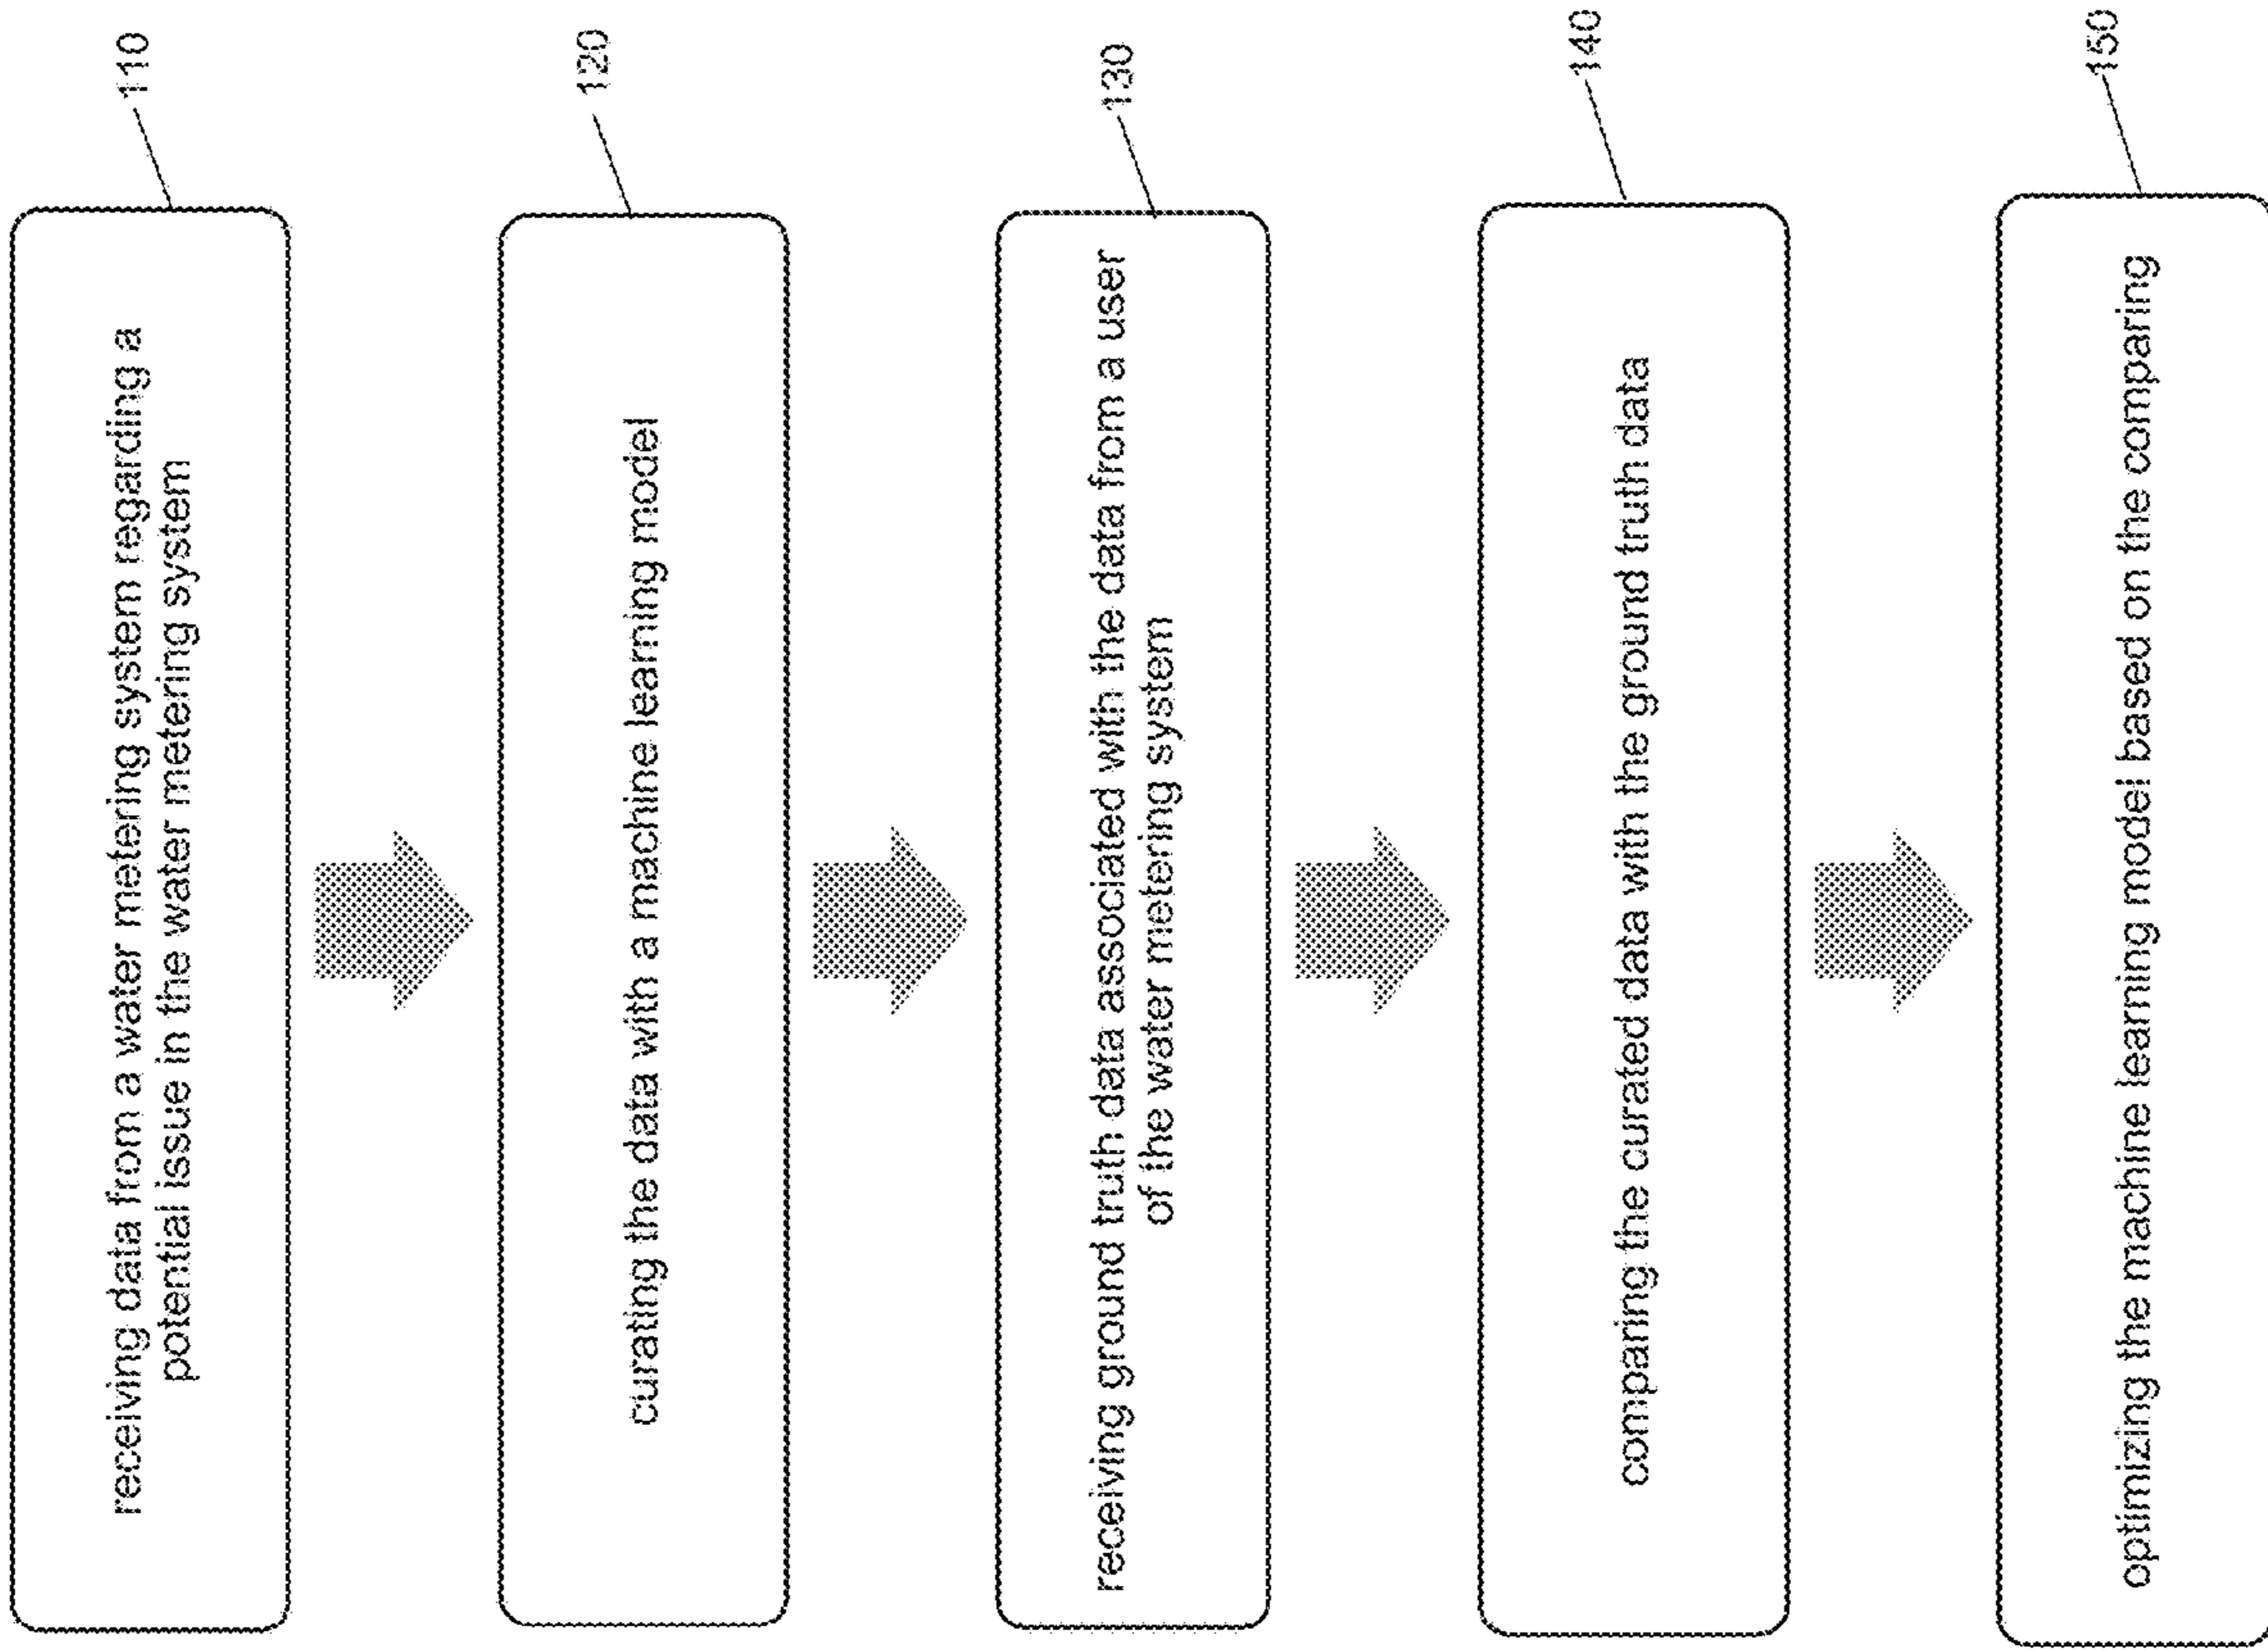 110
receiving data from a water metering system regarding a
potential issue in the water metering system
120
curating the data with a machine learning model
130
receiving ground truth data associated with the data from a user
of the water metering system
140
comparing the curated data with the ground truth data
150
optimizing the machine learning model based on the comparing